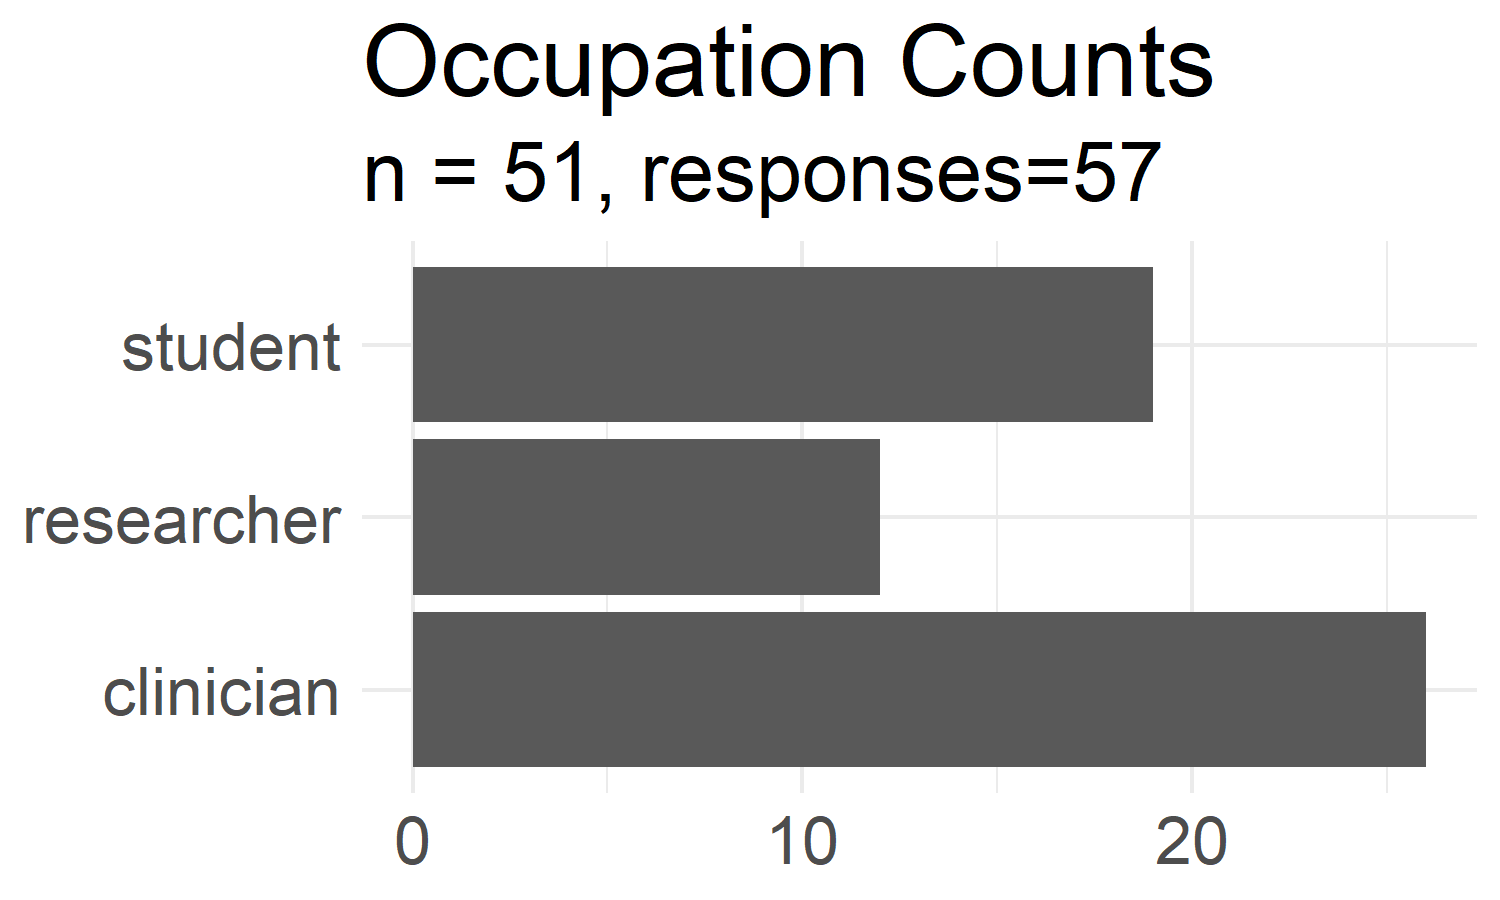 Occupation Counts
n = 51, responses=57
student
researcher
clinician
0 10 20